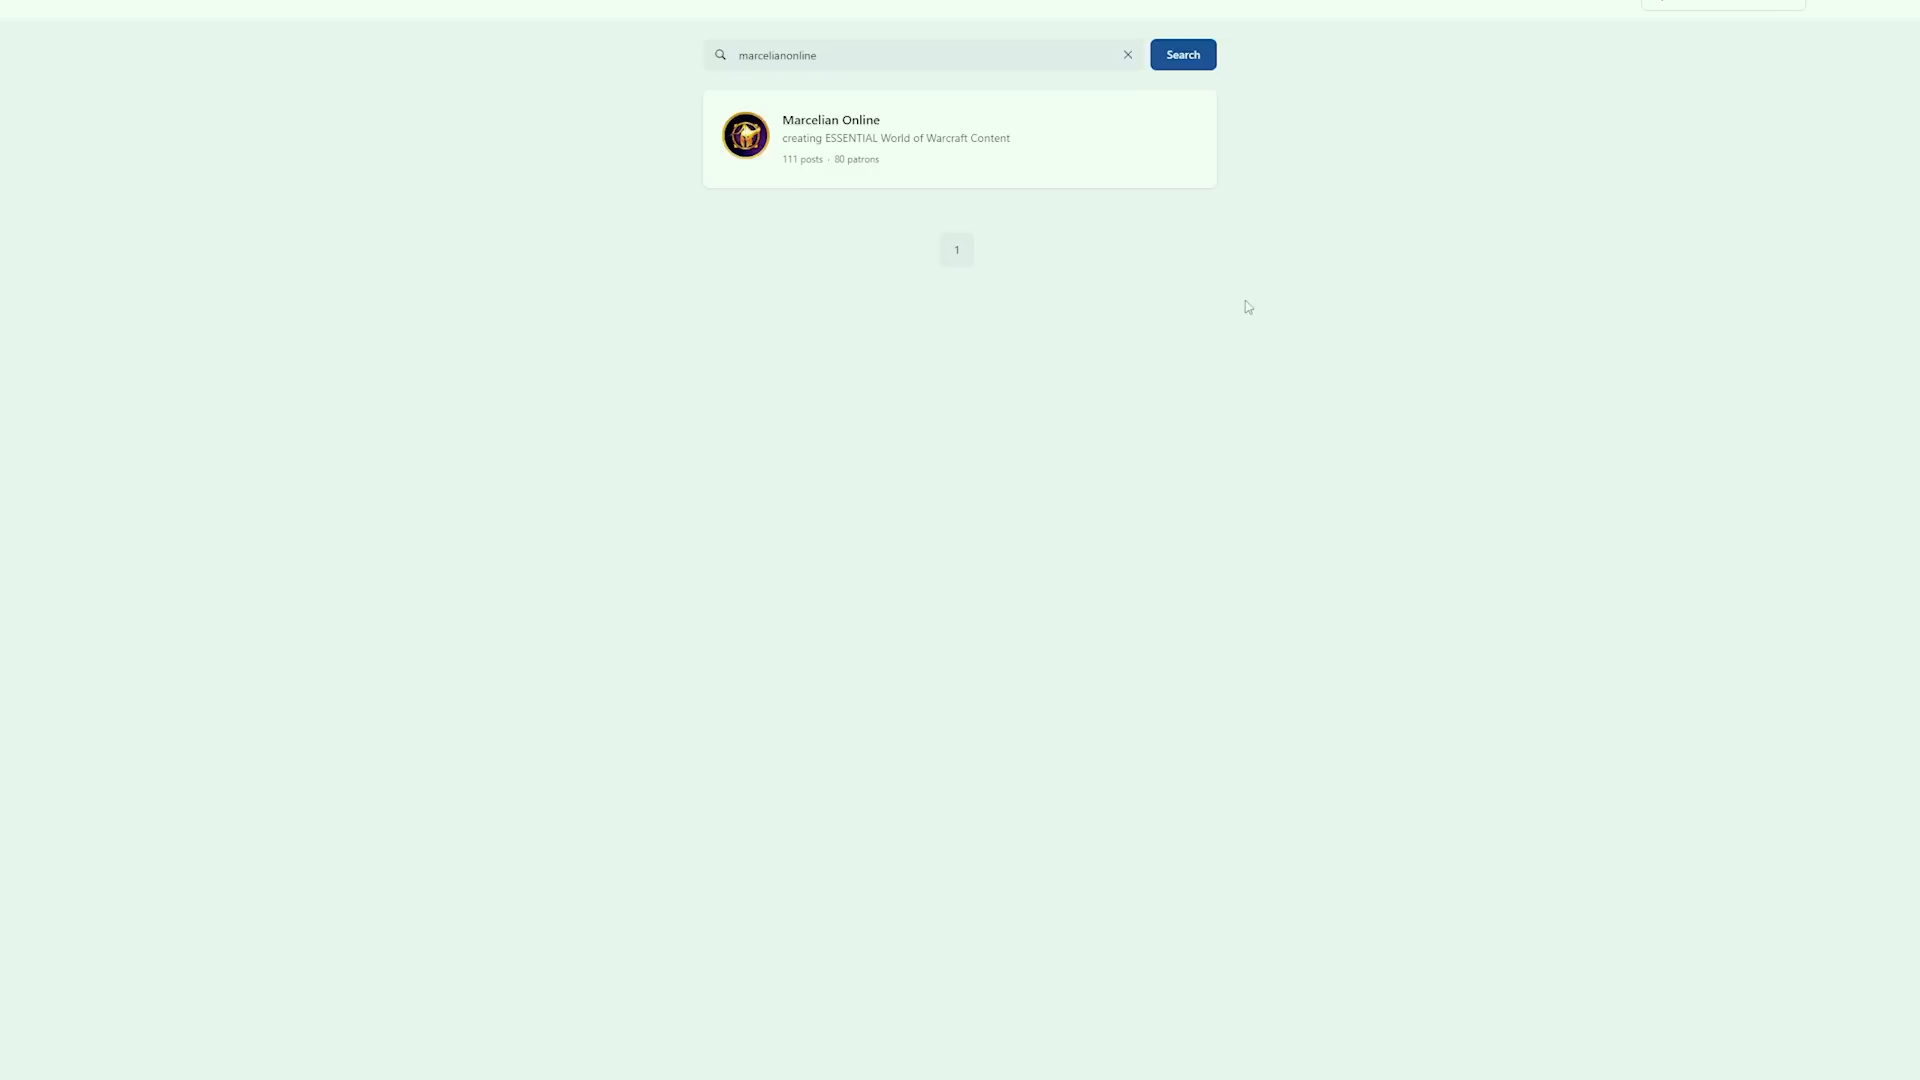 marcelianonline
Search
Marcelian Online
creating ESSENTIAL World of Warcraft Content
111 posts · 80 patrons
1